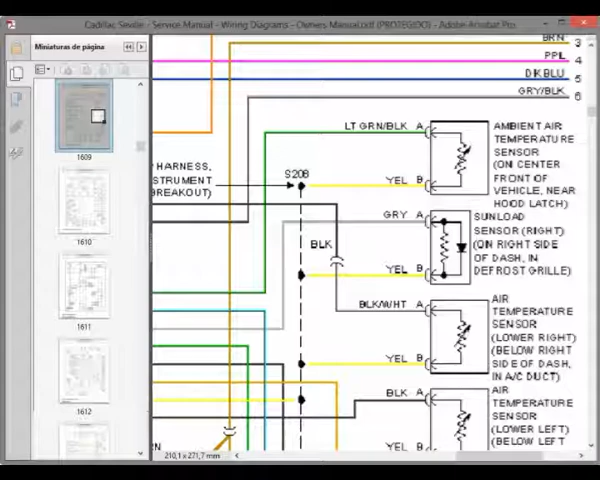 Cadillac Seville - Service Manual - Wiring Diagrams - Owners Manual.pdf (PROTEGIDO) - Adobe Acrobat Pro
Miniaturas de página
1609
1610
1611
1612
210,1 x 271,7 mm
BRN 3
PPL 4
DK BLU 5
GRY/BLK 6
HARNESS,
STRUMENT
BREAKOUT)
S208
LT GRN/BLK A
YEL B
AMBIENT AIR
TEMPERATURE
SENSOR
(ON CENTER
FRONT OF
VEHICLE, NEAR
HOOD LATCH)
GRY A
BLK
YEL B
SUNLOAD
SENSOR (RIGHT)
(ON RIGHT SIDE
OF DASH, IN
DEFROST GRILLE)
BLK/WHT A
YEL B
AIR
TEMPERATURE
SENSOR
(LOWER RIGHT)
(BELOW RIGHT
SIDE OF DASH,
IN A/C DUCT)
BLK A
YEL B
AIR
TEMPERATURE
SENSOR
(LOWER LEFT)
(BELOW LEFT